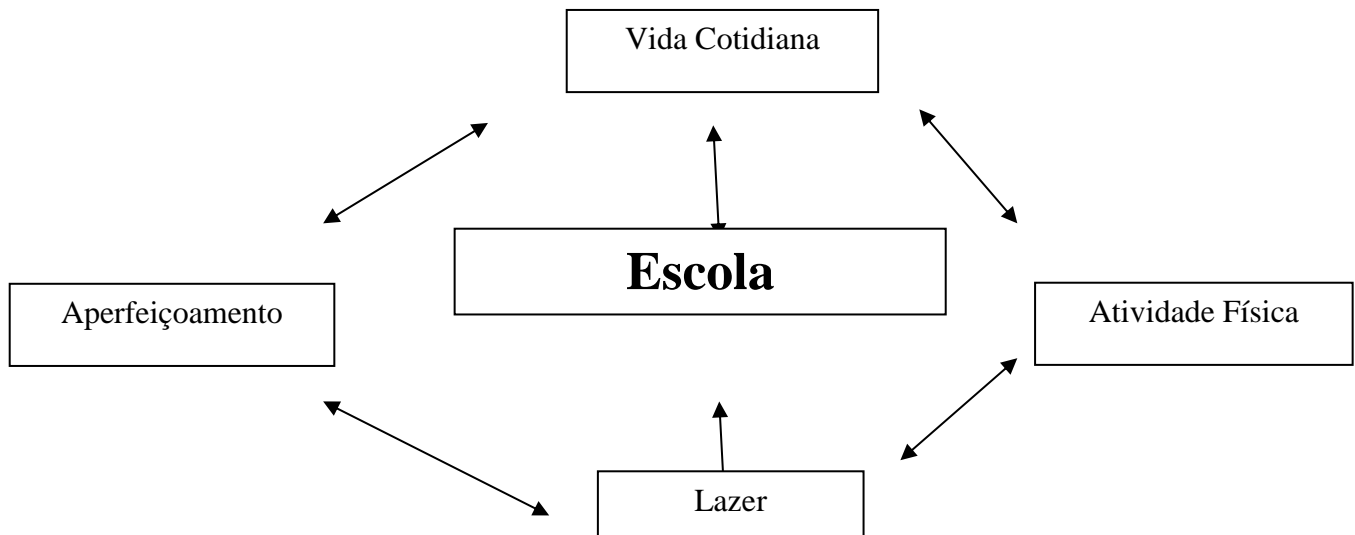 Vida Cotidiana
Escola
Aperfeiçoamento
Atividade Física
Lazer